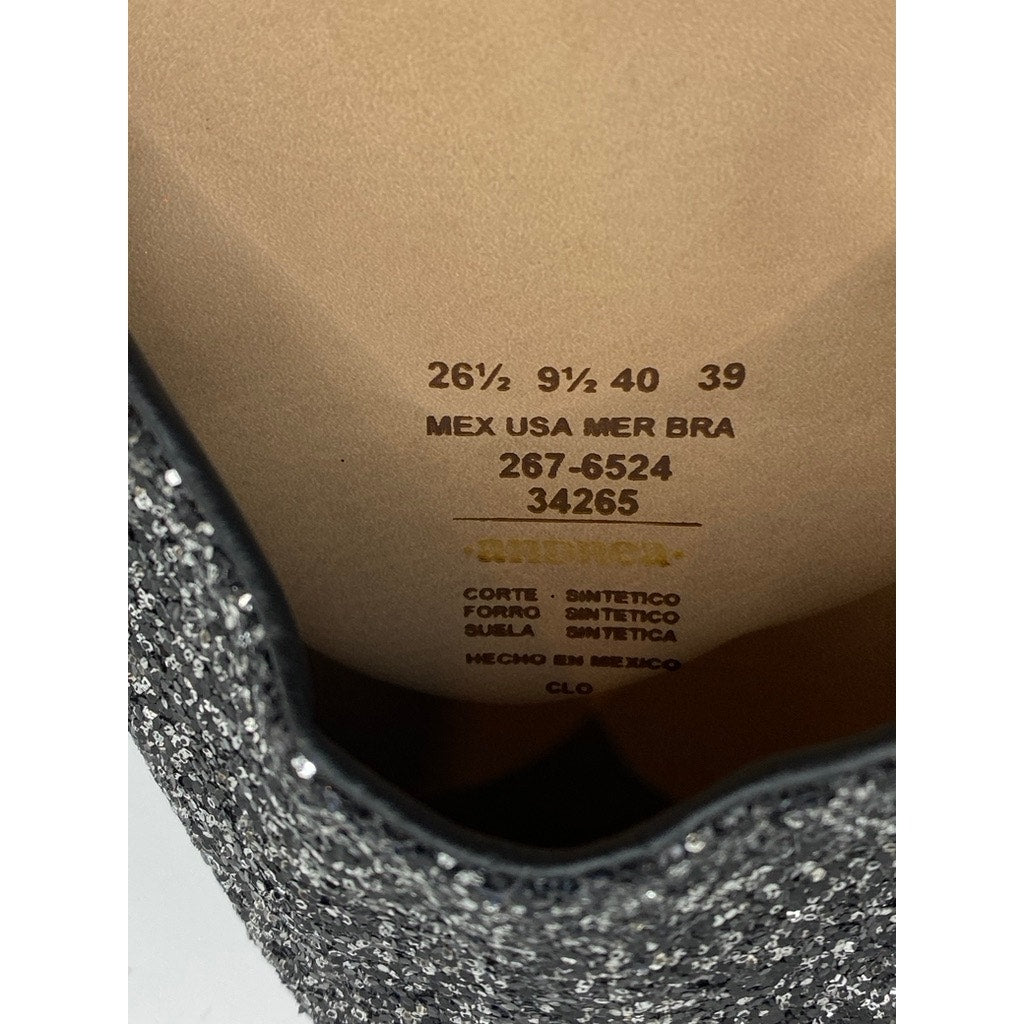 26½ 9½ 40 39
MEX USA MER BRA
267-6524
34265
·andrea·
CORTE · SINTETICO
FORRO SINTETICO
SUELA SINTETICA
HECHO EN MEXICO
CLO